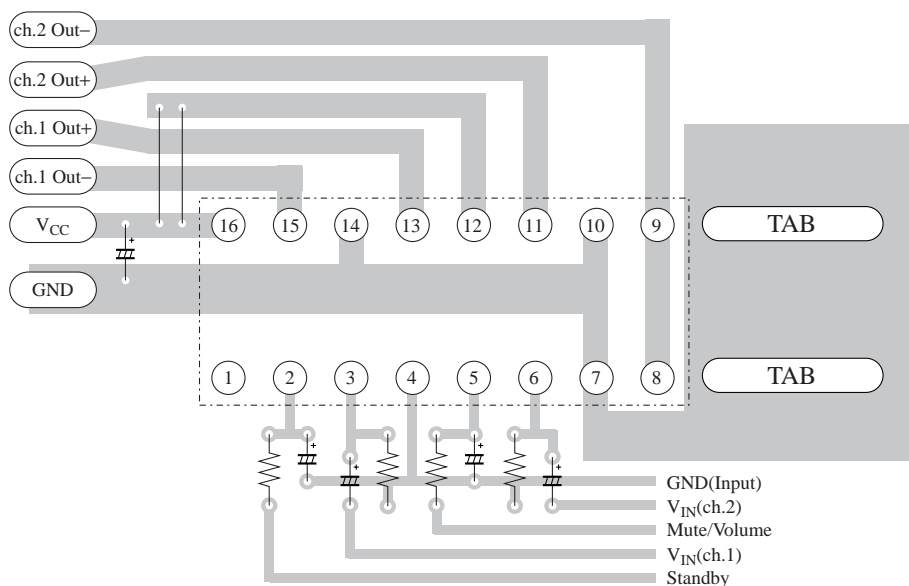 ch.2 Out−
ch.2 Out+
ch.1 Out+
ch.1 Out−
VCC
16 15 14 13 12 11 10 9 TAB
+
GND
1 2 3 4 5 6 7 8 TAB
+ + + +
GND(Input)
VIN(ch.2)
Mute/Volume
VIN(ch.1)
Standby